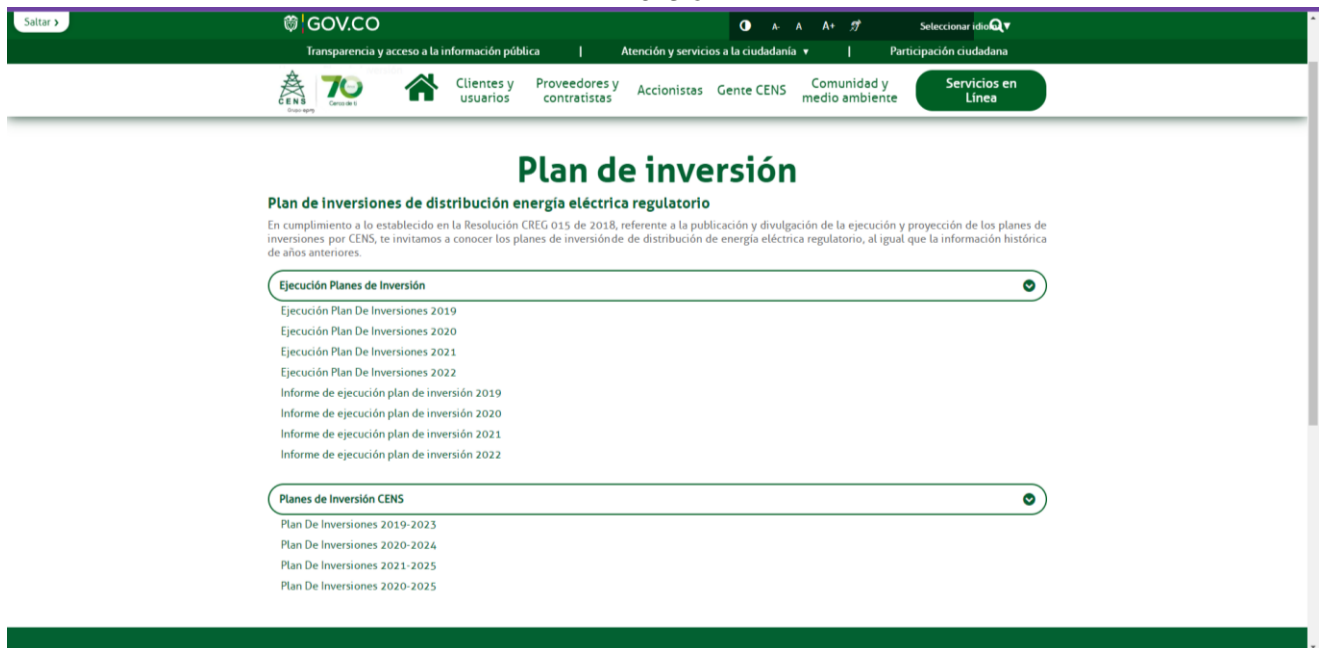 Saltar ›
GOV.CO
A- A A+
Seleccionar idio ▼
Transparencia y acceso a la información pública | Atención y servicios a la ciudadanía ▼ | Participación ciudadana
CENS
Grupo epm
70
Cerca de ti
Clientes y usuarios
Proveedores y contratistas
Accionistas
Gente CENS
Comunidad y medio ambiente
Servicios en Línea
Plan de inversión
Plan de inversiones de distribución energía eléctrica regulatorio
En cumplimiento a lo establecido en la Resolución CREG 015 de 2018, referente a la publicación y divulgación de la ejecución y proyección de los planes de
inversiones por CENS, te invitamos a conocer los planes de inversiónde de distribución de energía eléctrica regulatorio, al igual que la información histórica
de años anteriores.
Ejecución Planes de Inversión
Ejecución Plan De Inversiones 2019
Ejecución Plan De Inversiones 2020
Ejecución Plan De Inversiones 2021
Ejecución Plan De Inversiones 2022
Informe de ejecución plan de inversión 2019
Informe de ejecución plan de inversión 2020
Informe de ejecución plan de inversión 2021
Informe de ejecución plan de inversión 2022
Planes de Inversión CENS
Plan De Inversiones 2019-2023
Plan De Inversiones 2020-2024
Plan De Inversiones 2021-2025
Plan De Inversiones 2020-2025